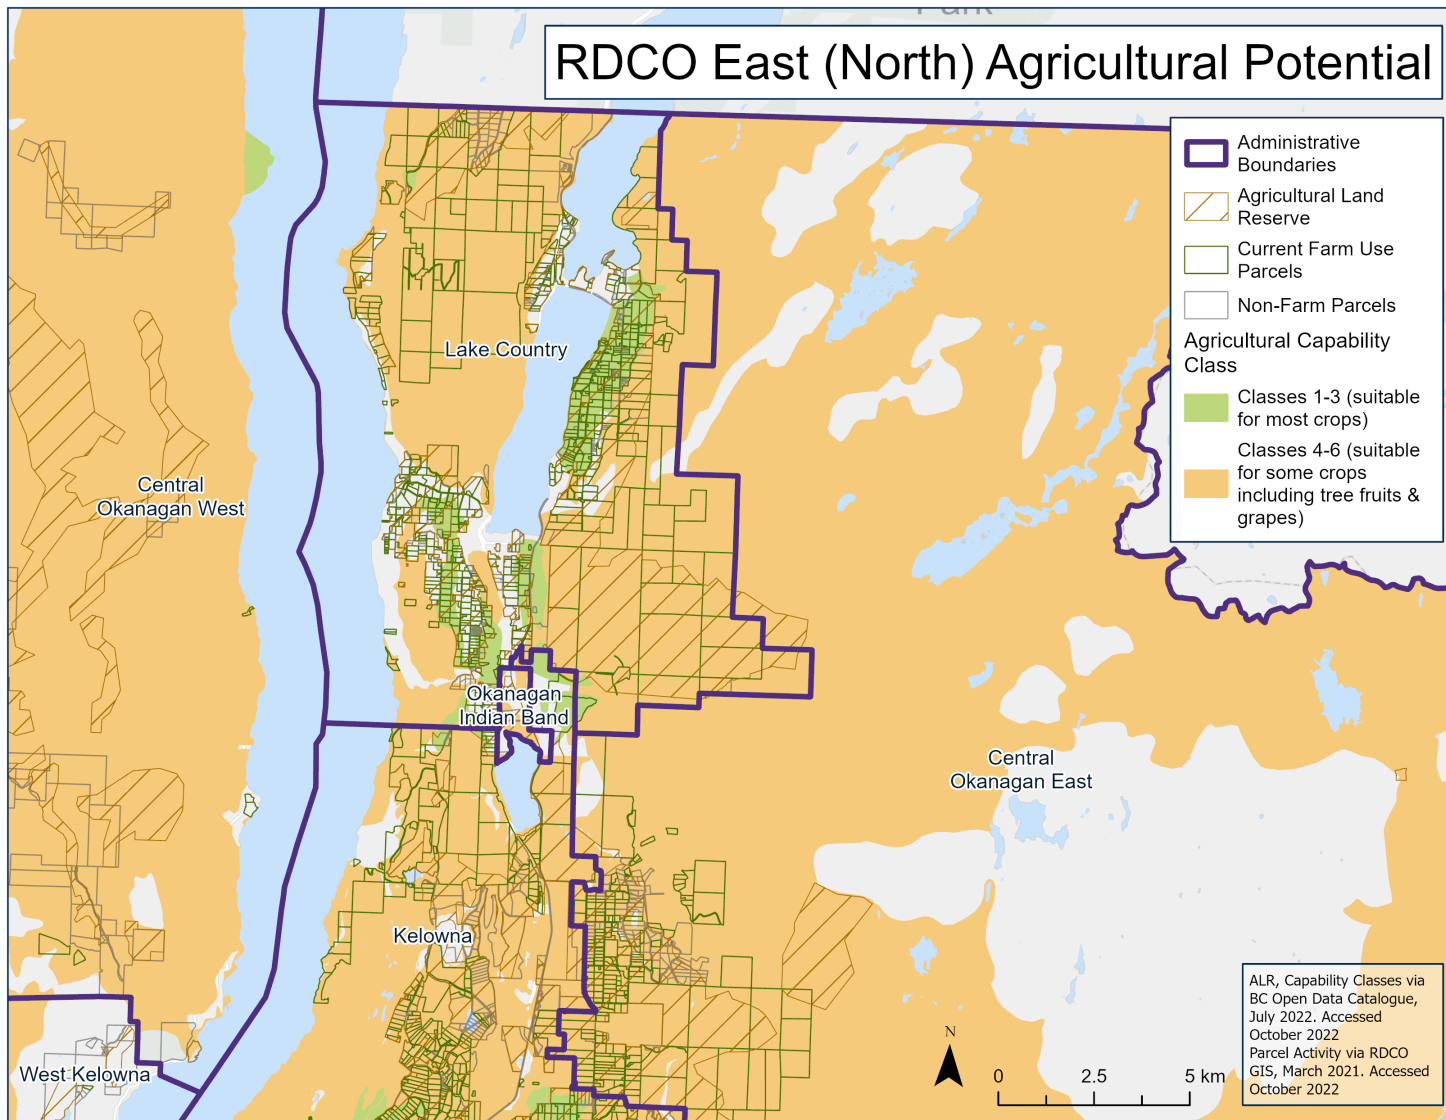 Park
RDCO East (North) Agricultural Potential
Administrative
Boundaries
Agricultural Land
Reserve
Current Farm Use
Parcels
Non-Farm Parcels
Agricultural Capability
Class
Classes 1-3 (suitable
for most crops)
Classes 4-6 (suitable
for some crops
including tree fruits &
grapes)
Lake Country
Central
Okanagan West
Okanagan
Indian Band
Central
Okanagan East
Kelowna
West Kelowna
N
0 2.5 5 km
ALR, Capability Classes via
BC Open Data Catalogue,
July 2022. Accessed
October 2022
Parcel Activity via RDCO
GIS, March 2021. Accessed
October 2022